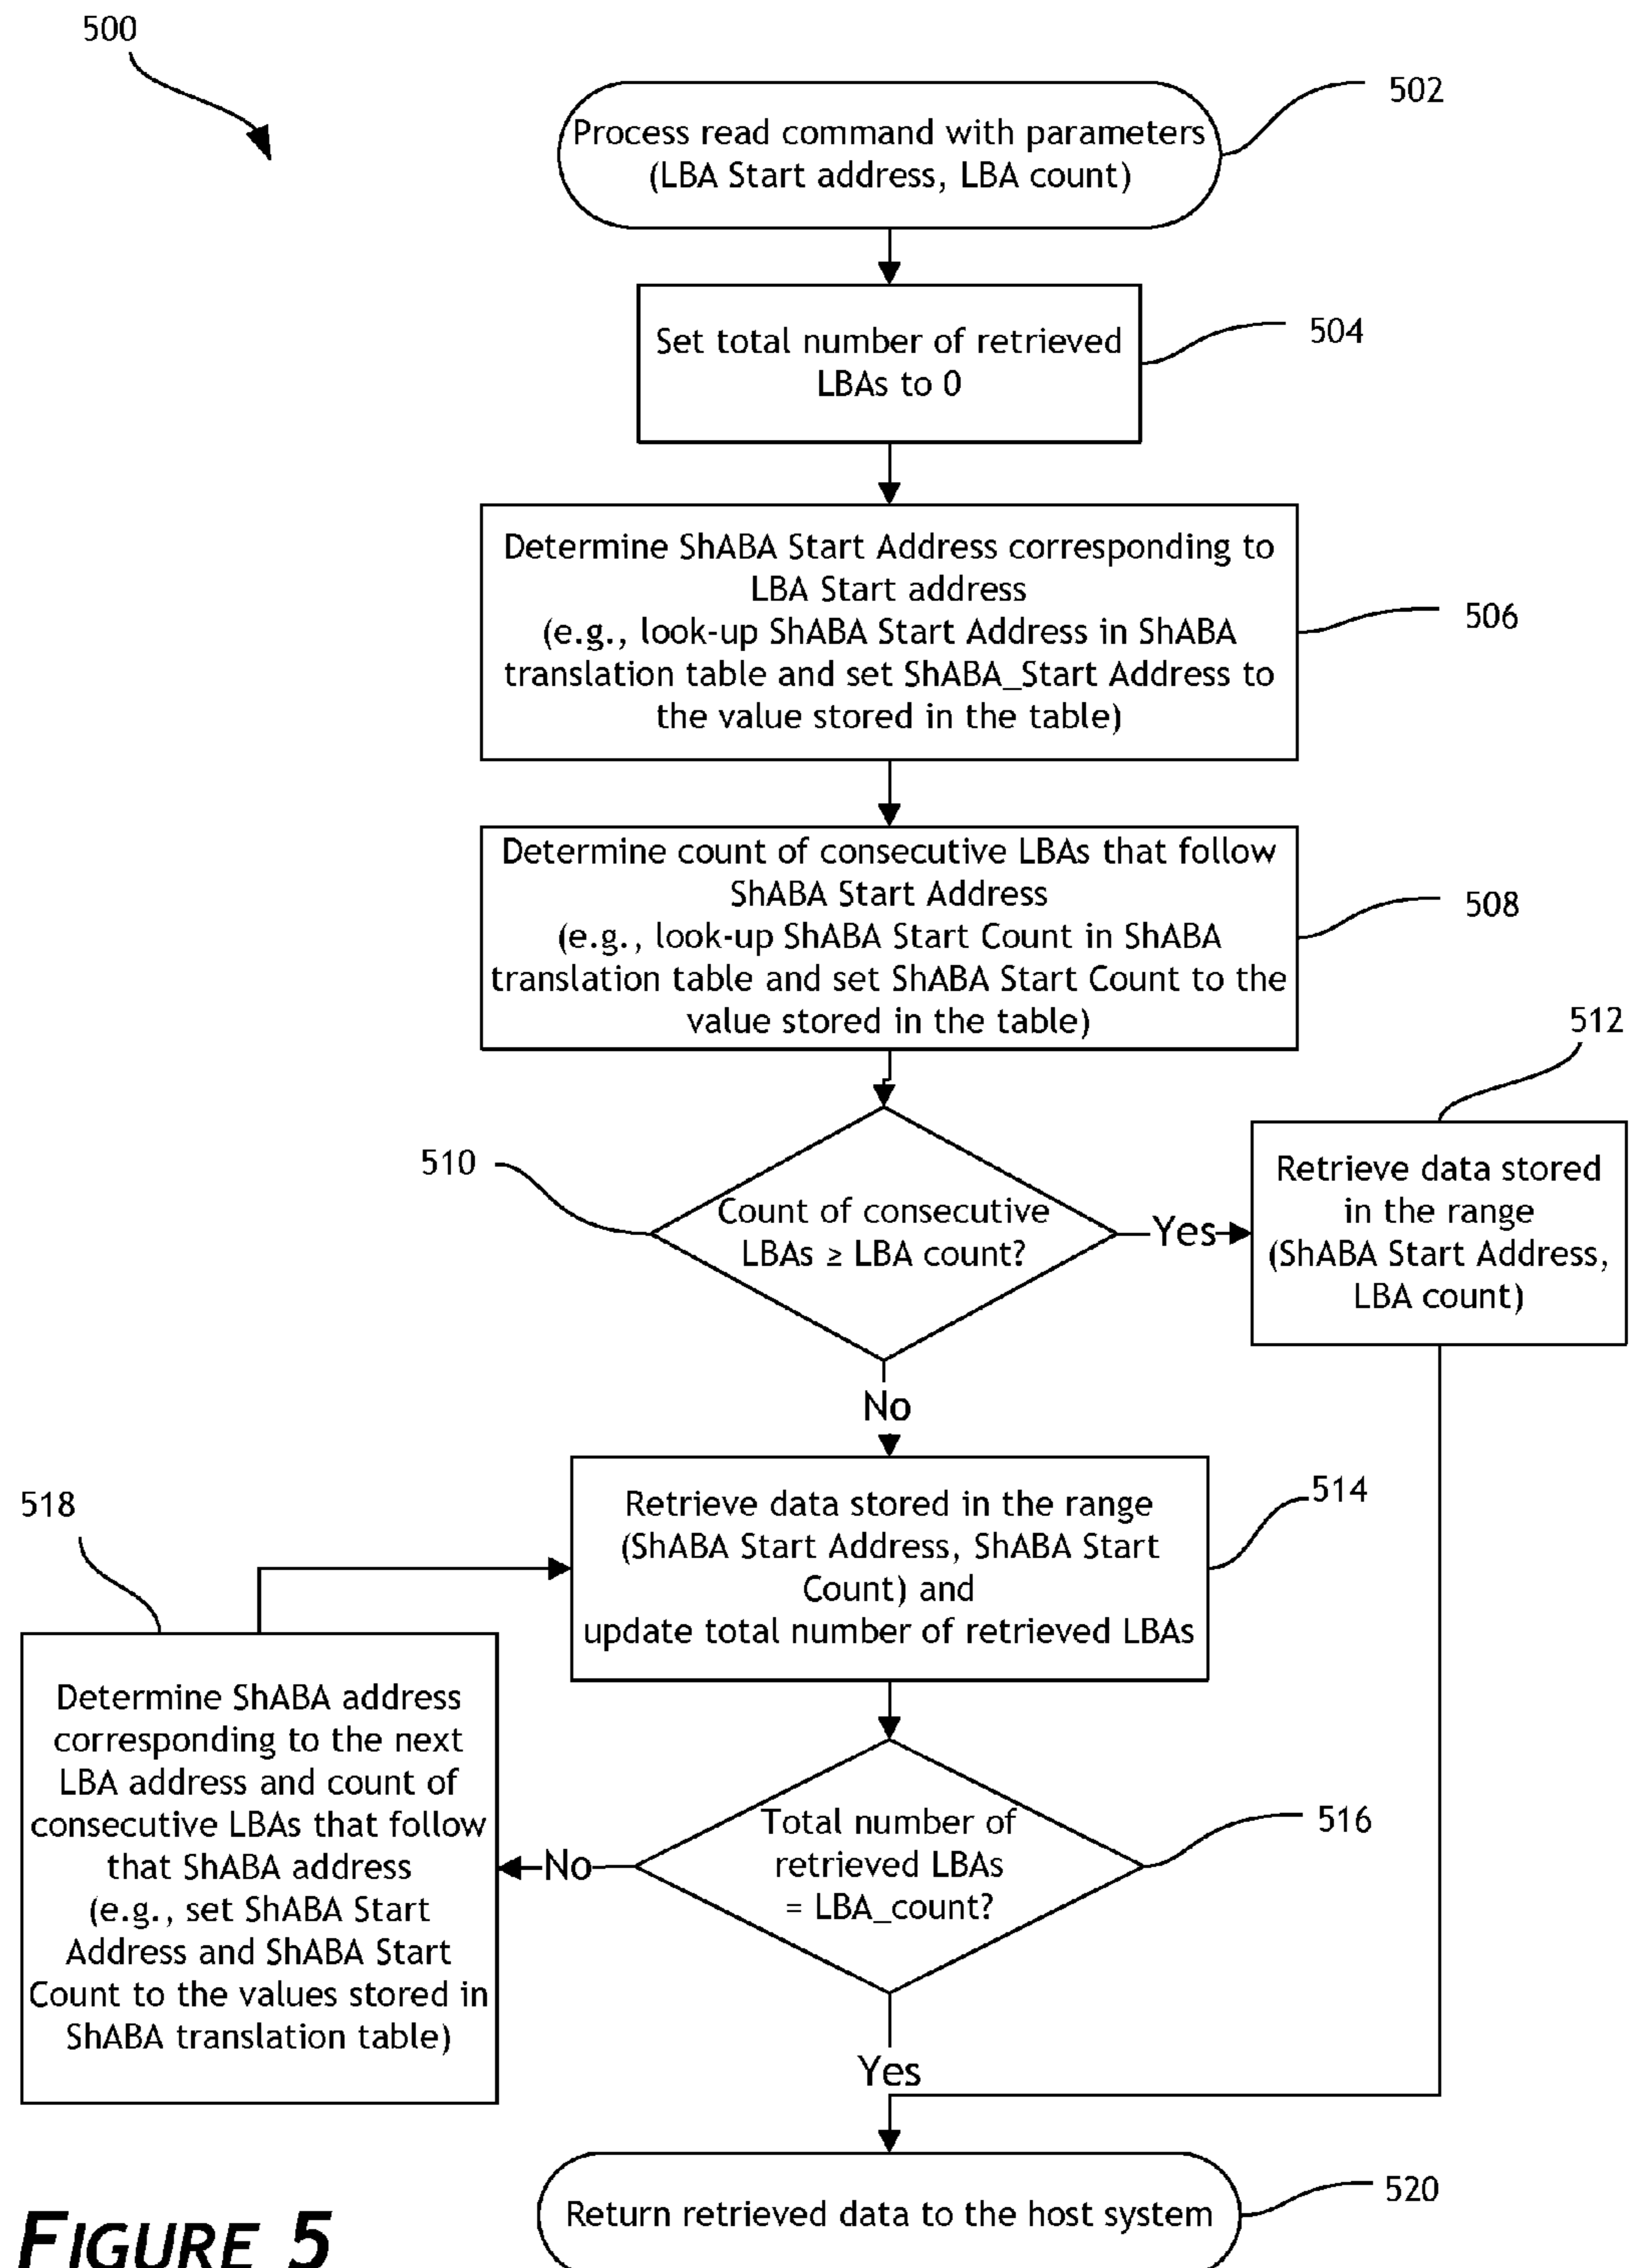 500
502
Process read command with parameters
(LBA Start address, LBA count)
504
Set total number of retrieved
LBAs to 0
506
Determine ShABA Start Address corresponding to
LBA Start address
(e.g., look-up ShABA Start Address in ShABA
translation table and set ShABA_Start Address to
the value stored in the table)
508
Determine count of consecutive LBAs that follow
ShABA Start Address
(e.g., look-up ShABA Start Count in ShABA
translation table and set ShABA Start Count to the
value stored in the table)
512
510
Count of consecutive
LBAs ≥ LBA count?
Yes
Retrieve data stored
in the range
(ShABA Start Address,
LBA count)
No
514
Retrieve data stored in the range
(ShABA Start Address, ShABA Start
Count) and
update total number of retrieved LBAs
518
Determine ShABA address
corresponding to the next
LBA address and count of
consecutive LBAs that follow
that ShABA address
(e.g., set ShABA Start
Address and ShABA Start
Count to the values stored in
ShABA translation table)
516
Total number of
retrieved LBAs
= LBA_count?
No
Yes
520
Return retrieved data to the host system
FIGURE 5